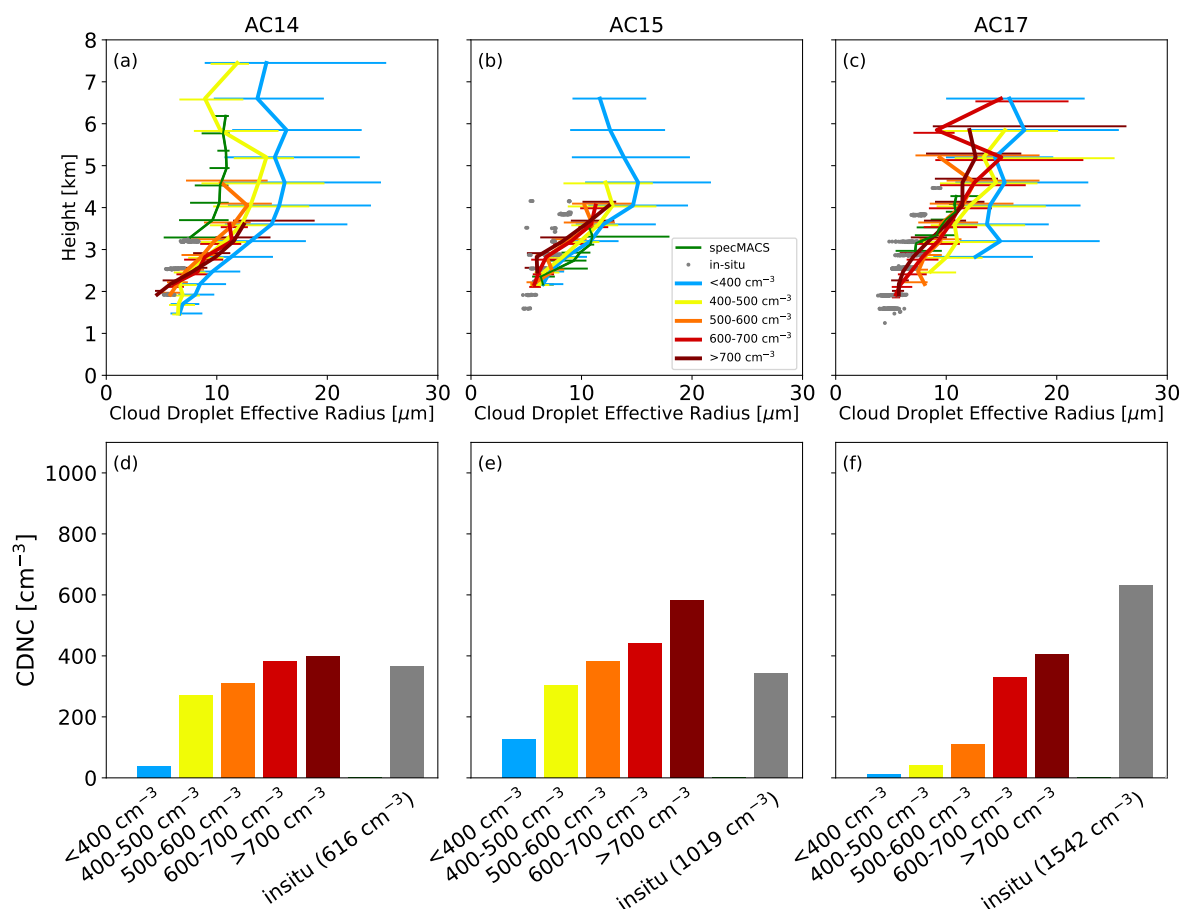 AC14
AC15
AC17
8
7
6
5
4
3
2
1
0
Height [km]
(a)
(b)
(c)
specMACS
in-situ
<400 cm⁻³
400-500 cm⁻³
500-600 cm⁻³
600-700 cm⁻³
>700 cm⁻³
0 10 20 30
0 10 20 30
0 10 20 30
Cloud Droplet Effective Radius [μm]
Cloud Droplet Effective Radius [μm]
Cloud Droplet Effective Radius [μm]
1000
800
600
400
200
0
CDNC [cm⁻³]
(d)
(e)
(f)
<400 cm⁻³
400-500 cm⁻³
500-600 cm⁻³
600-700 cm⁻³
>700 cm⁻³
insitu (616 cm⁻³)
<400 cm⁻³
400-500 cm⁻³
500-600 cm⁻³
600-700 cm⁻³
>700 cm⁻³
insitu (1019 cm⁻³)
<400 cm⁻³
400-500 cm⁻³
500-600 cm⁻³
600-700 cm⁻³
>700 cm⁻³
insitu (1542 cm⁻³)